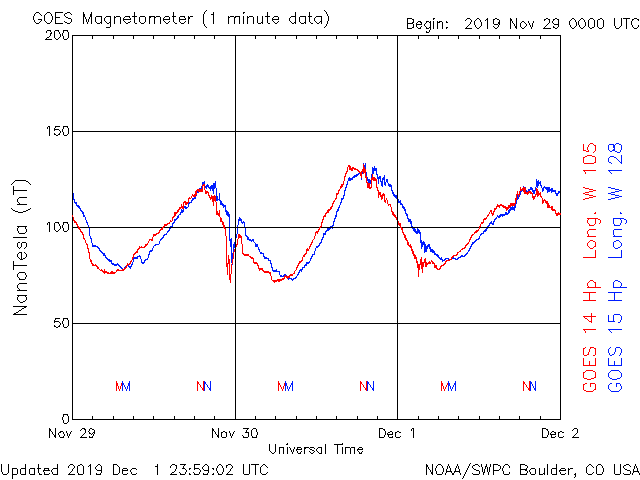 GOES Magnetometer (1 minute data)
Begin: 2019 Nov 29 0000 UTC
200
150
100
50
0
NanoTesla (nT)
M M N N M M N N M M N N
Nov 29 Nov 30 Dec 1 Dec 2
Universal Time
GOES 14 Hp Long. W 105
GOES 15 Hp Long. W 128
Updated 2019 Dec 1 23:59:02 UTC
NOAA/SWPC Boulder, CO USA